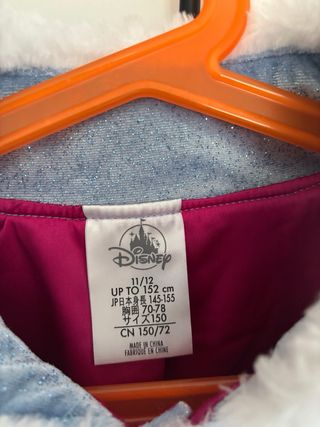 DISNEY
11/12
UP TO 152 cm
JP日本身長 145-155
胸囲 70-78
サイズ150
CN 150/72
MADE IN CHINA
FABRIQUÉ EN CHINE